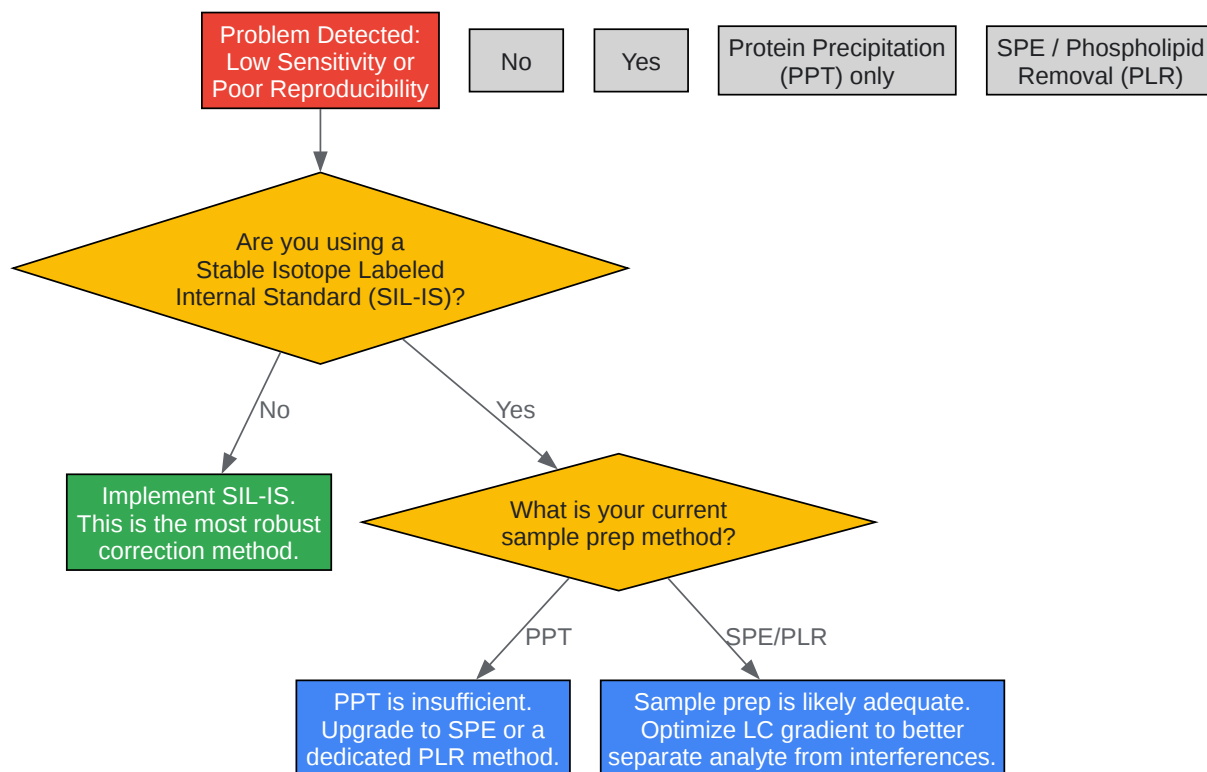 Problem Detected:
Low Sensitivity or
Poor Reproducibility
No
Yes
Protein Precipitation
(PPT) only
SPE / Phospholipid
Removal (PLR)
Are you using a
Stable Isotope Labeled
Internal Standard (SIL-IS)?
No
Yes
Implement SIL-IS.
This is the most robust
correction method.
What is your current
sample prep method?
PPT
SPE/PLR
PPT is insufficient.
Upgrade to SPE or a
dedicated PLR method.
Sample prep is likely adequate.
Optimize LC gradient to better
separate analyte from interferences.